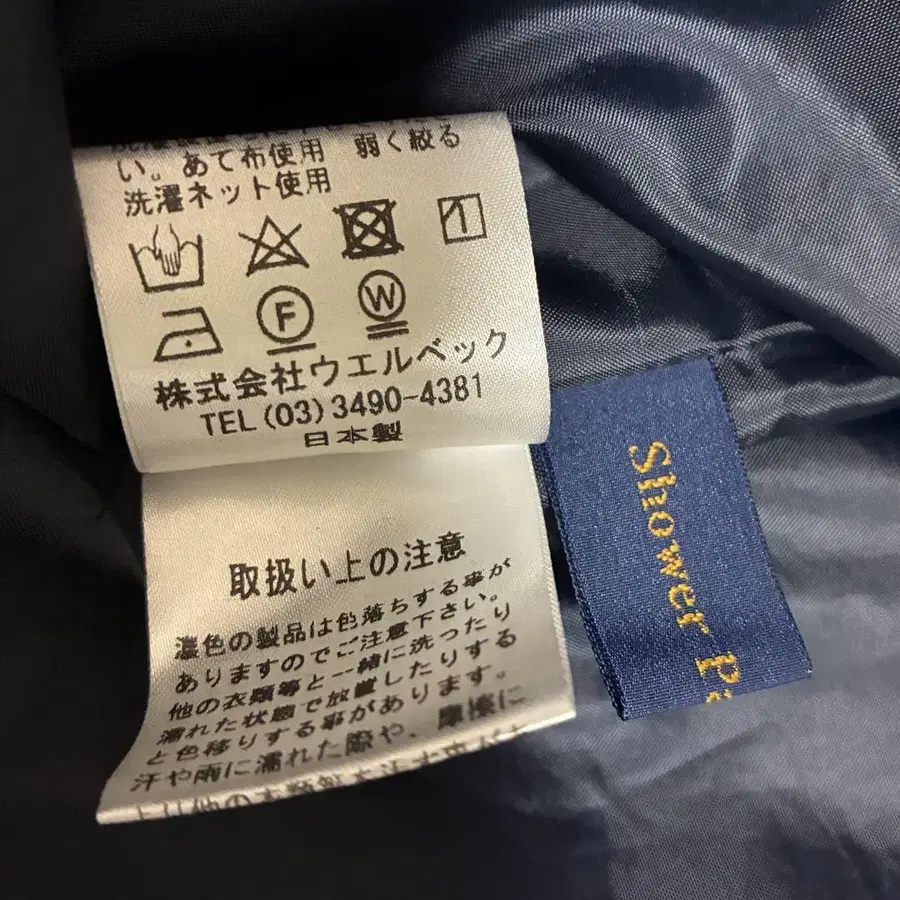 い。あて布使用 弱く絞る
洗濯ネット使用
F
W
株式会社ウエルベック
TEL(03)3490-4381
日本製
取扱い上の注意
濃色の製品は色落ちする事が
ありますのでご注意下さい。
他の衣類等と一緒に洗ったり
濡れた状態で放置したりする
と色移りする事があります。
汗や雨に濡れた際や、摩擦に
Shower